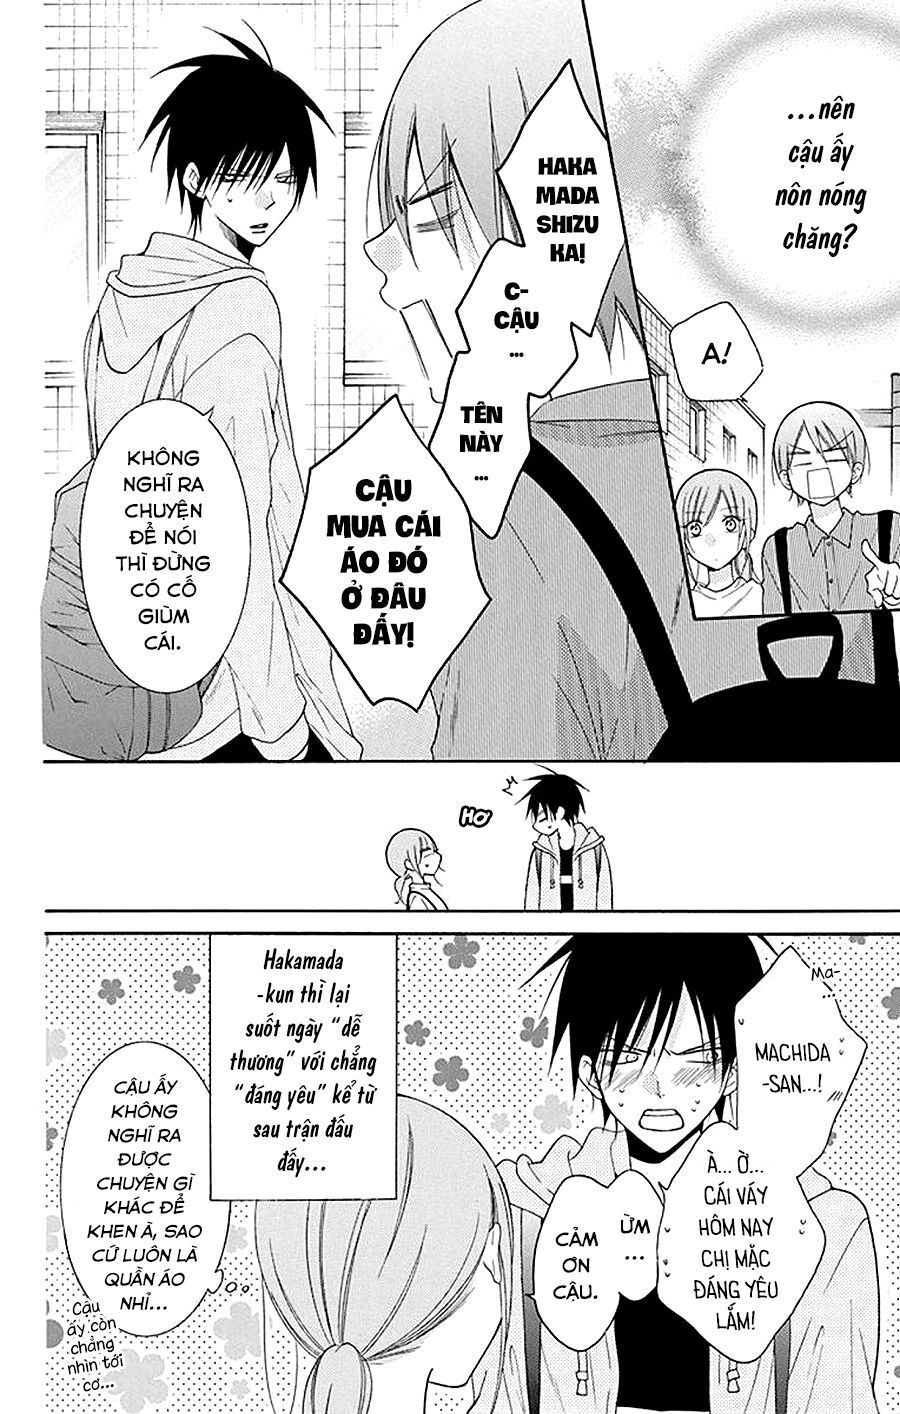 ...nên
cậu ấy
nôn nóng
chăng?
A!
HAKA
MADA
SHIZU
KA!
C-
CẬU
...
TÊN
NÀY
...
CẬU
MUA CÁI
ÁO ĐÓ
Ở ĐÂU
ĐẤY!
KHÔNG
NGHĨ RA
CHUYỆN
ĐỂ NÓI
THÌ ĐỪNG
CÓ CỐ
GIÙM
CÁI.
HƠ
Ma-
...
MACHIDA
-SAN...!
À... Ờ...
CÁI VÁY
HÔM NAY
CHỊ MẶC
ĐÁNG YÊU
LẮM!
ỪM
...
CẢM
ƠN
CẬU.
Hakamada
-kun thì lại
suốt ngày “dễ
thương” với chẳng
“đáng yêu” kể từ
sau trận đấu
đấy...
CẬU ẤY
KHÔNG
NGHĨ RA
ĐƯỢC
CHUYỆN GÌ
KHÁC ĐỂ
KHEN À, SAO
CỨ LUÔN LÀ
QUẦN ÁO
NHỈ...
Cậu
ấy còn
chẳng
nhìn tới
cơ...